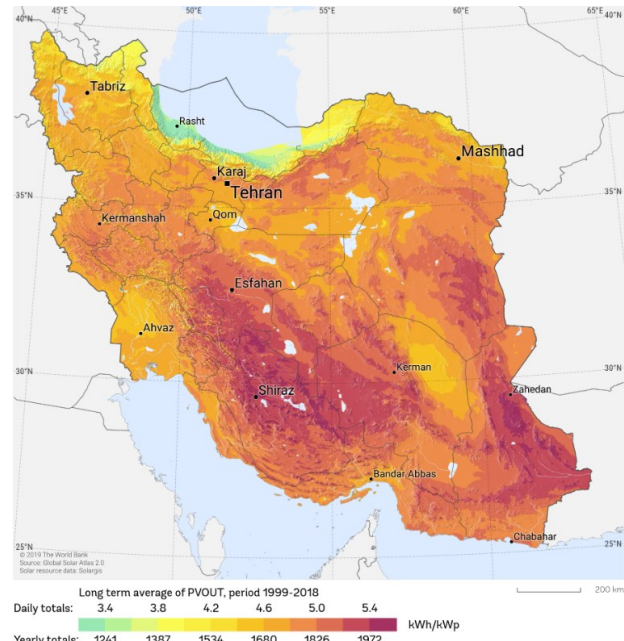 45°E 50°E 55°E 60°E 65°E
40°N 40°N
Tabriz
Rasht
Mashhad
Karaj
Tehran
35°N 35°N
Qom
Kermanshah
Esfahan
Ahvaz
Kerman
30°N 30°N
Shiraz
Zahedan
Bandar Abbas
Chabahar
25°N 25°N
© 2019 The World Bank
Source: Global Solar Atlas 2.0
Solar resource data: Solargis
200 km
Long term average of PVOUT, period 1999-2018
Daily totals: 3.4 3.8 4.2 4.6 5.0 5.4
kWh/kWp
Yearly totals: 1241 1387 1534 1680 1826 1972